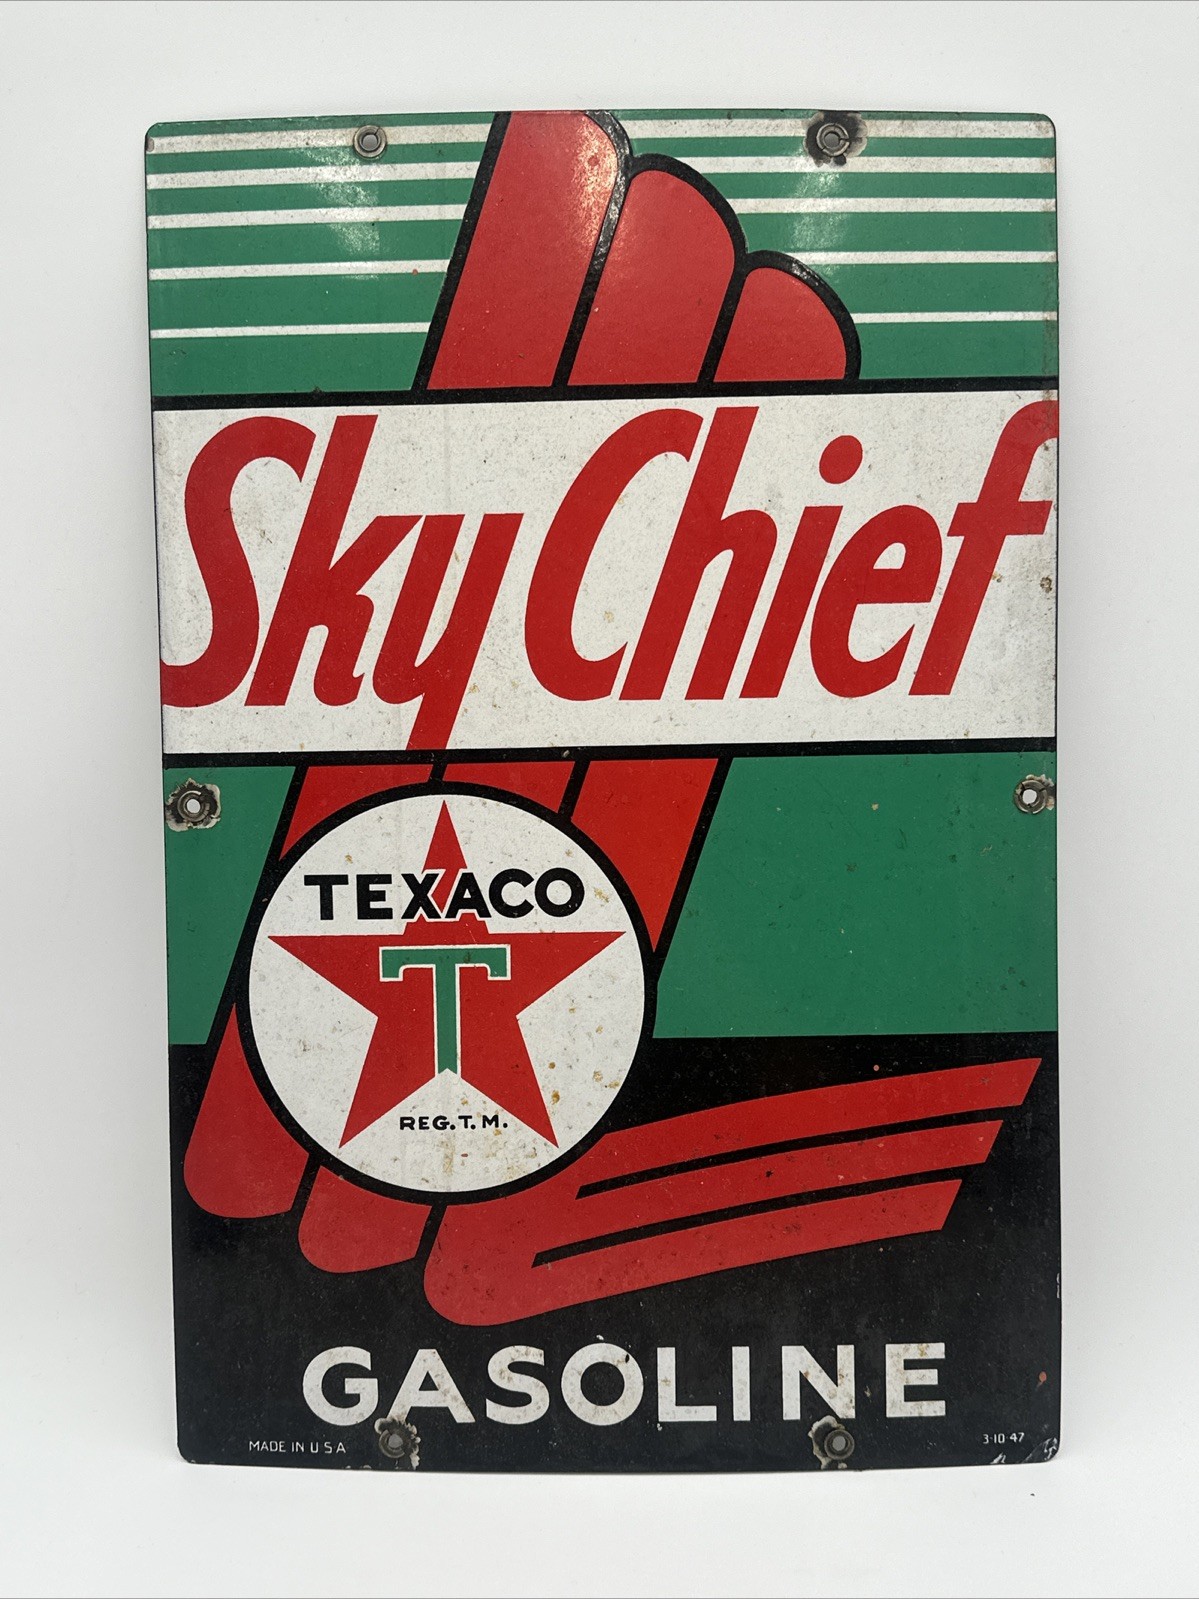 Sky Chief
TEXACO
T
REG. T. M.
GASOLINE
MADE IN U S A
3-10-47